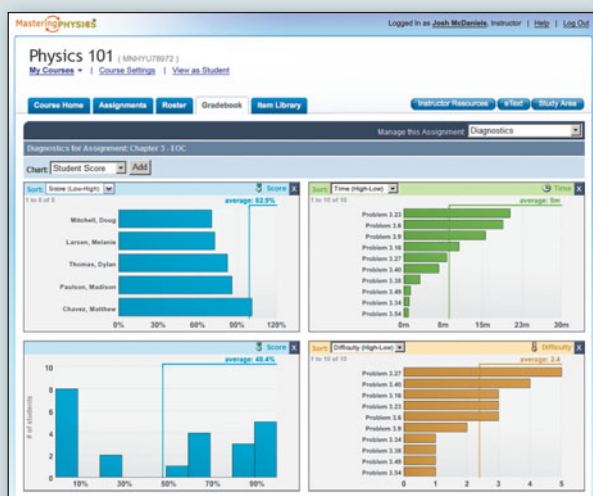 MasteringPHYSICS
Logged in as Josh McDaniels, Instructor | Help | Log Out
Physics 101 ( MNHYU78972 )
My Courses | Course Settings | View as Student
Course Home Assignments Roster Gradebook Item Library
Instructor Resources eText Study Area
Manage this Assignment: Diagnostics
Diagnostics for Assignment: Chapter 3 - EOC
Chart: Student Score Add
Sort: Score (Low-High) Score X
1 to 5 of 5 average: 82.9%
Mitchell, Doug
Larsen, Melanie
Thomas, Dylan
Paulson, Madison
Chavez, Matthew
0% 30% 60% 90% 100% 120%
Sort: Time (High-Low) Time X
1 to 10 of 10 average: 9m
Problem 3.23
Problem 3.6
Problem 3.9
Problem 3.16
Problem 3.27
Problem 3.40
Problem 3.38
Problem 3.49
Problem 3.34
Problem 3.54
0m 8m 15m 23m 30m
Score X
average: 48.4%
# of students
10
8
6
4
2
0
10% 30% 50% 70% 90%
Sort: Difficulty (High-Low) Difficulty X
1 to 10 of 10 average: 2.4
Problem 3.27
Problem 3.40
Problem 3.16
Problem 3.23
Problem 3.6
Problem 3.9
Problem 3.34
Problem 3.38
Problem 3.49
Problem 3.54
0 1 2 3 4 5